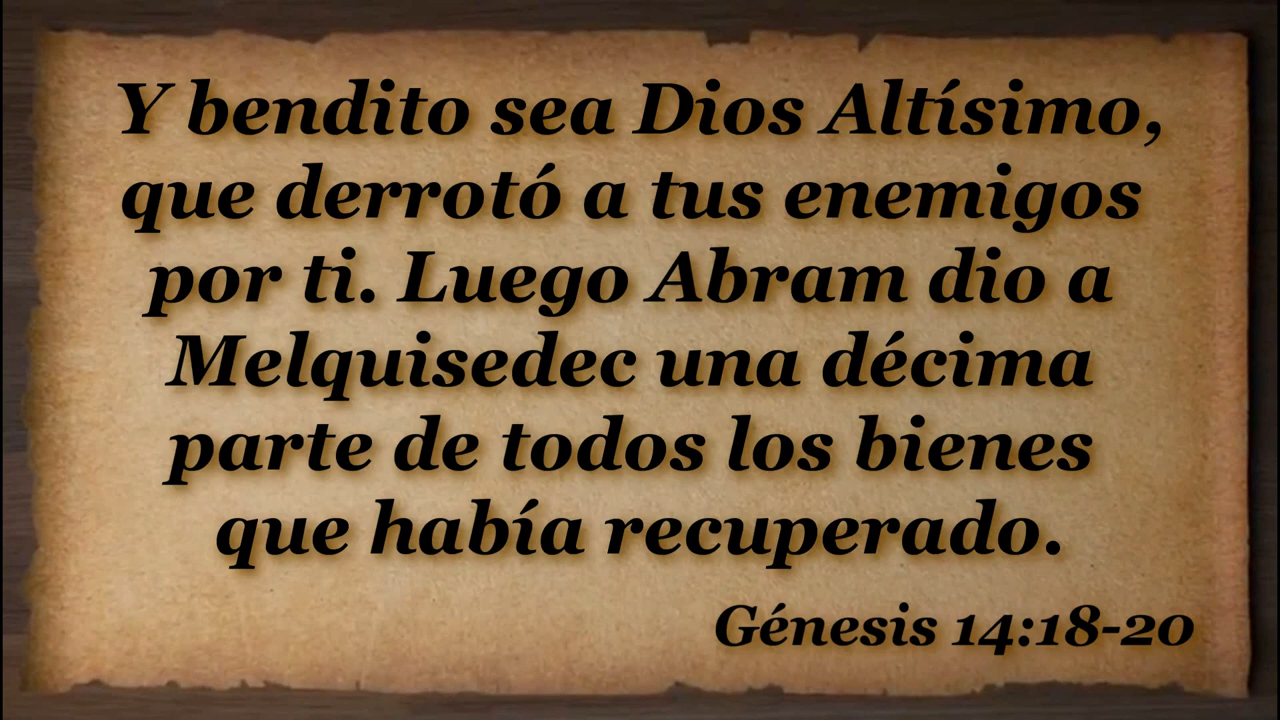 Y bendito sea Dios Altísimo,
que derrotó a tus enemigos
por ti. Luego Abram dio a
Melquisedec una décima
parte de todos los bienes
que había recuperado.
Génesis 14:18-20